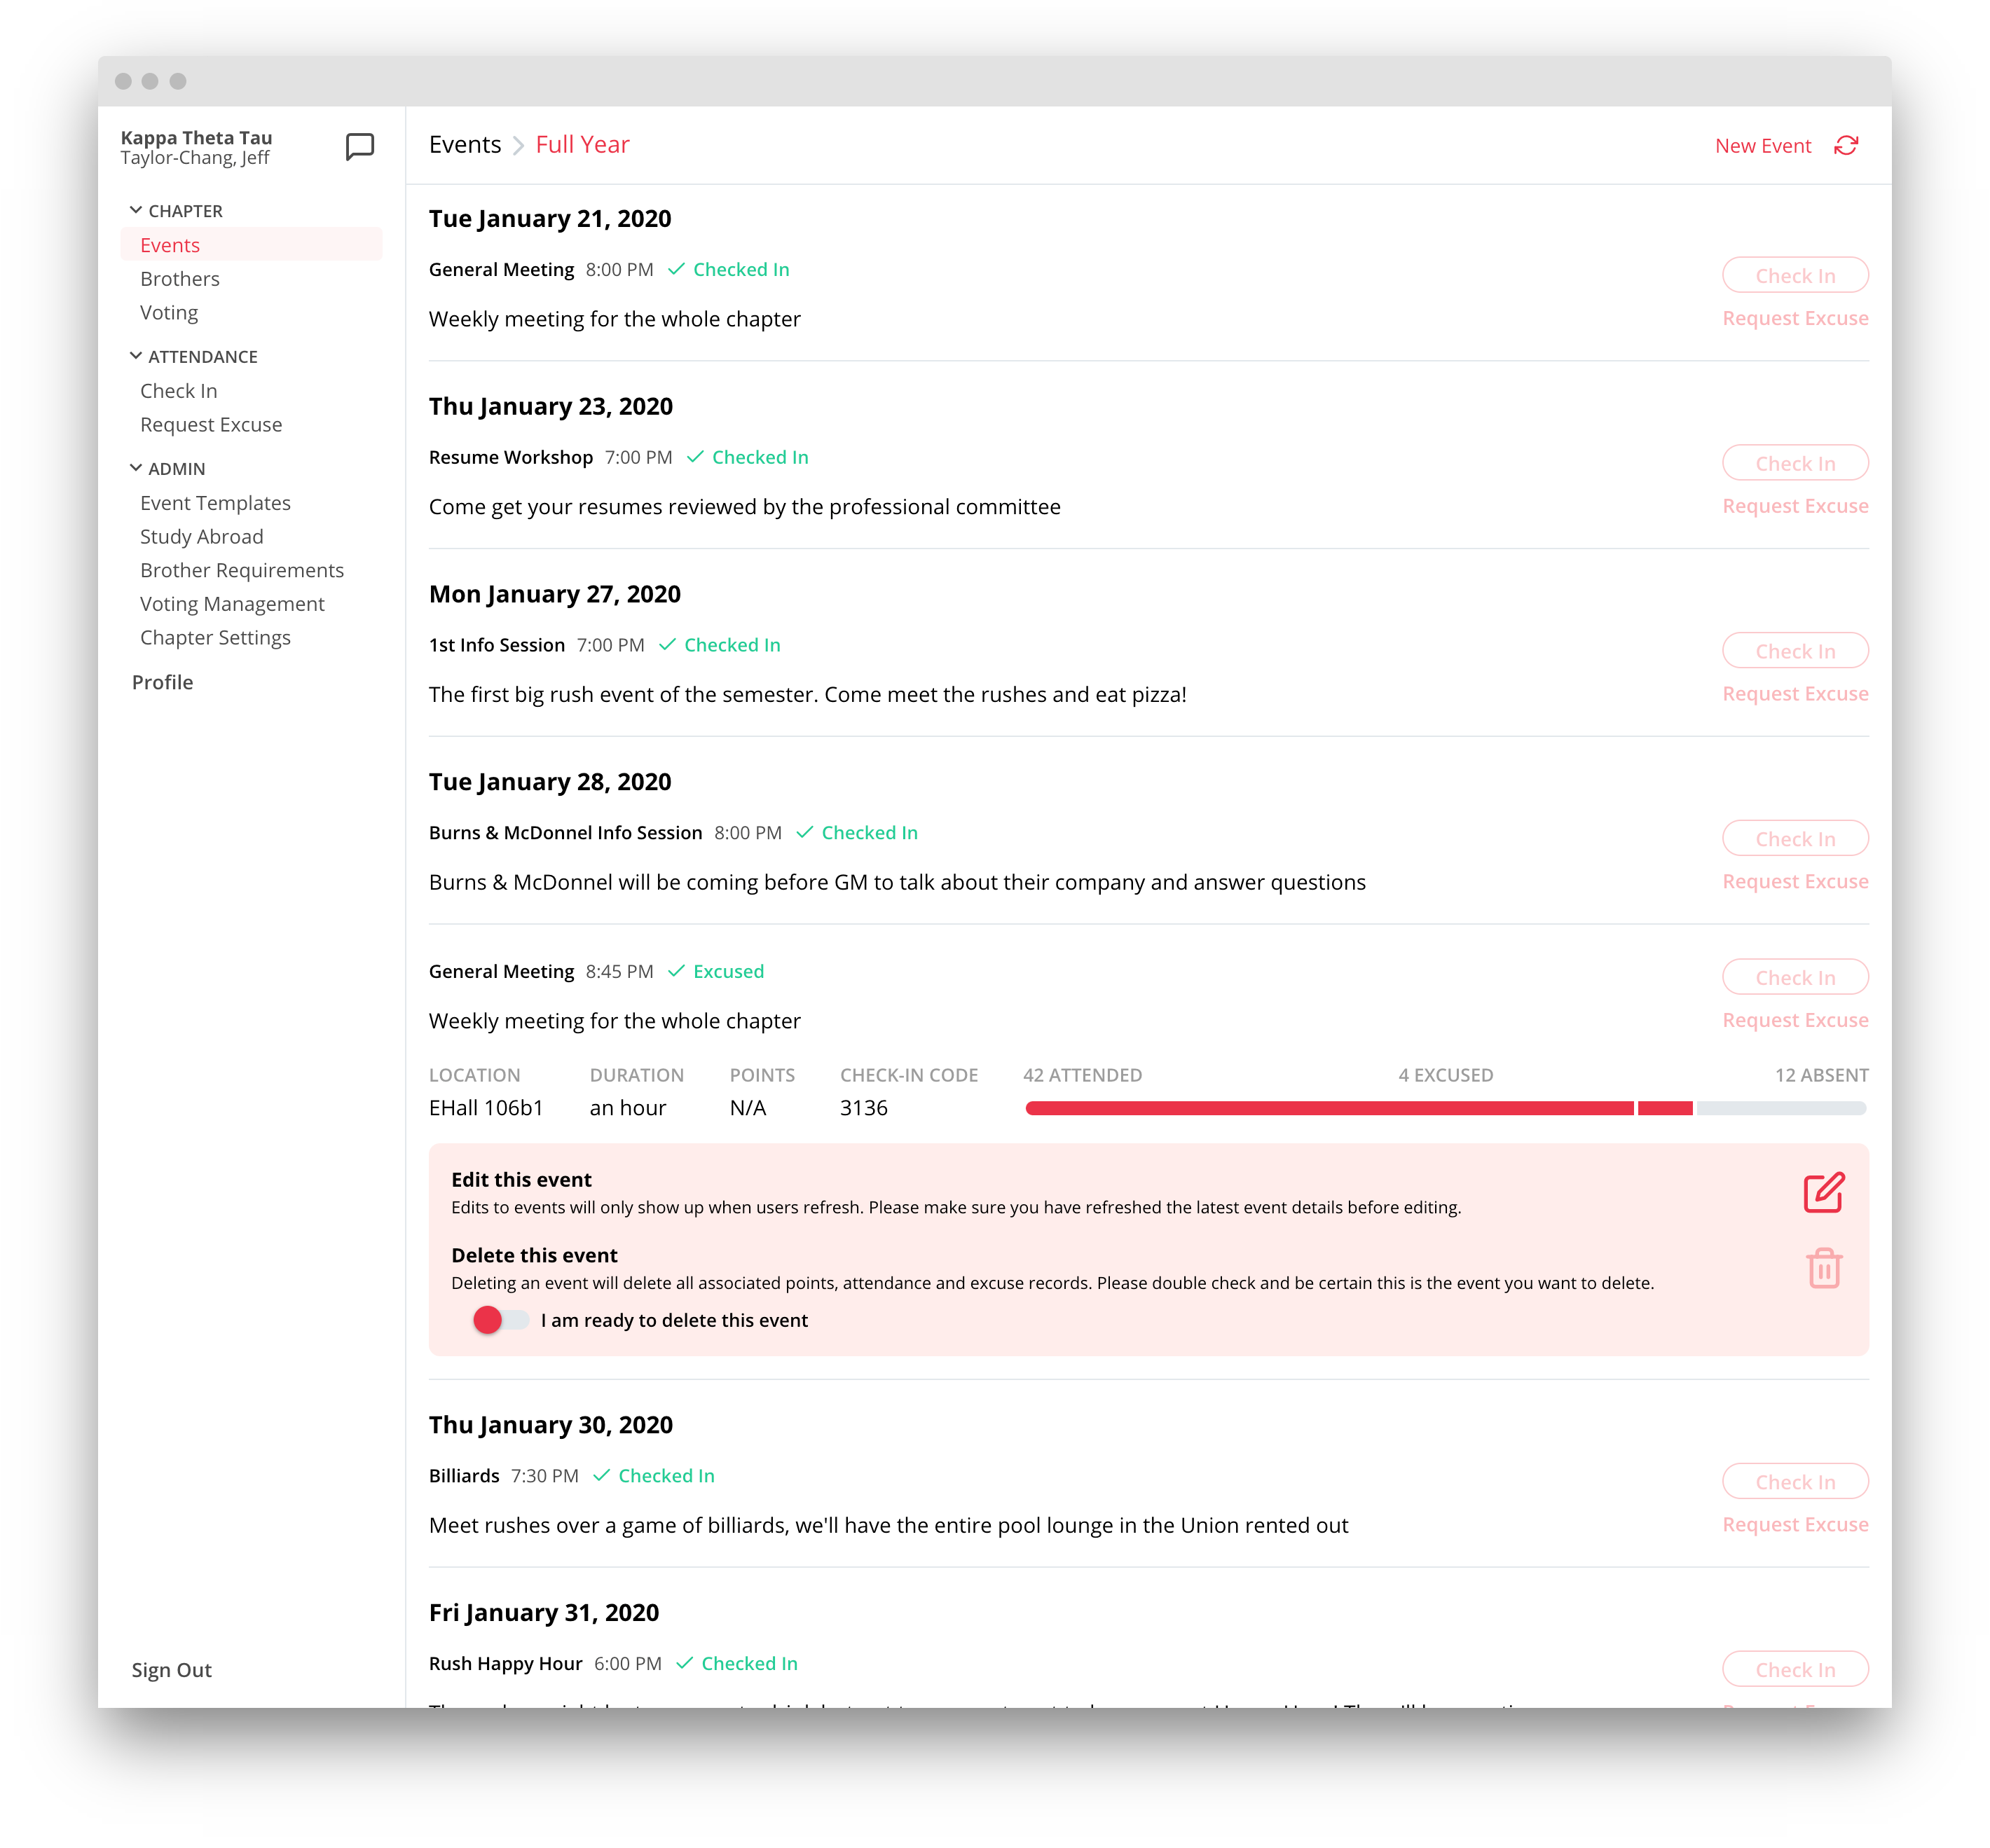 Kappa Theta Tau
Taylor-Chang, Jeff
CHAPTER
Events
Brothers
Voting
ATTENDANCE
Check In
Request Excuse
ADMIN
Event Templates
Study Abroad
Brother Requirements
Voting Management
Chapter Settings
Profile
Sign Out
Events Full Year
New Event
Tue January 21, 2020
General Meeting 8:00 PM Checked In
Check In
Weekly meeting for the whole chapter
Request Excuse
Thu January 23, 2020
Resume Workshop 7:00 PM Checked In
Check In
Come get your resumes reviewed by the professional committee
Request Excuse
Mon January 27, 2020
1st Info Session 7:00 PM Checked In
Check In
The first big rush event of the semester. Come meet the rushes and eat pizza!
Request Excuse
Tue January 28, 2020
Burns & McDonnel Info Session 8:00 PM Checked In
Check In
Burns & McDonnel will be coming before GM to talk about their company and answer questions
Request Excuse
General Meeting 8:45 PM Excused
Check In
Weekly meeting for the whole chapter
Request Excuse
LOCATION DURATION POINTS CHECK-IN CODE 42 ATTENDED 4 EXCUSED 12 ABSENT
EHall 106b1 an hour N/A 3136
Edit this event
Edits to events will only show up when users refresh. Please make sure you have refreshed the latest event details before editing.
Delete this event
Deleting an event will delete all associated points, attendance and excuse records. Please double check and be certain this is the event you want to delete.
I am ready to delete this event
Thu January 30, 2020
Billiards 7:30 PM Checked In
Check In
Meet rushes over a game of billiards, we'll have the entire pool lounge in the Union rented out
Request Excuse
Fri January 31, 2020
Rush Happy Hour 6:00 PM Checked In
Check In